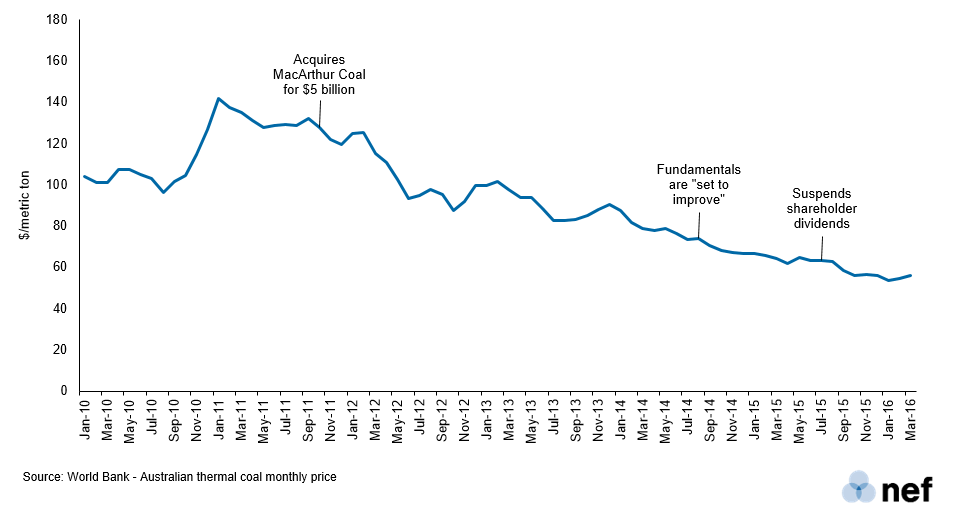 180
160
140
120
100
80
60
40
20
0
$/metric ton
Acquires
MacArthur Coal
for $5 billion
Fundamentals
are "set to
improve"
Suspends
shareholder
dividends
Jan-10
Mar-10
May-10
Jul-10
Sep-10
Nov-10
Jan-11
Mar-11
May-11
Jul-11
Sep-11
Nov-11
Jan-12
Mar-12
May-12
Jul-12
Sep-12
Nov-12
Jan-13
Mar-13
May-13
Jul-13
Sep-13
Nov-13
Jan-14
Mar-14
May-14
Jul-14
Sep-14
Nov-14
Jan-15
Mar-15
May-15
Jul-15
Sep-15
Nov-15
Jan-16
Mar-16
Source: World Bank - Australian thermal coal monthly price
nef